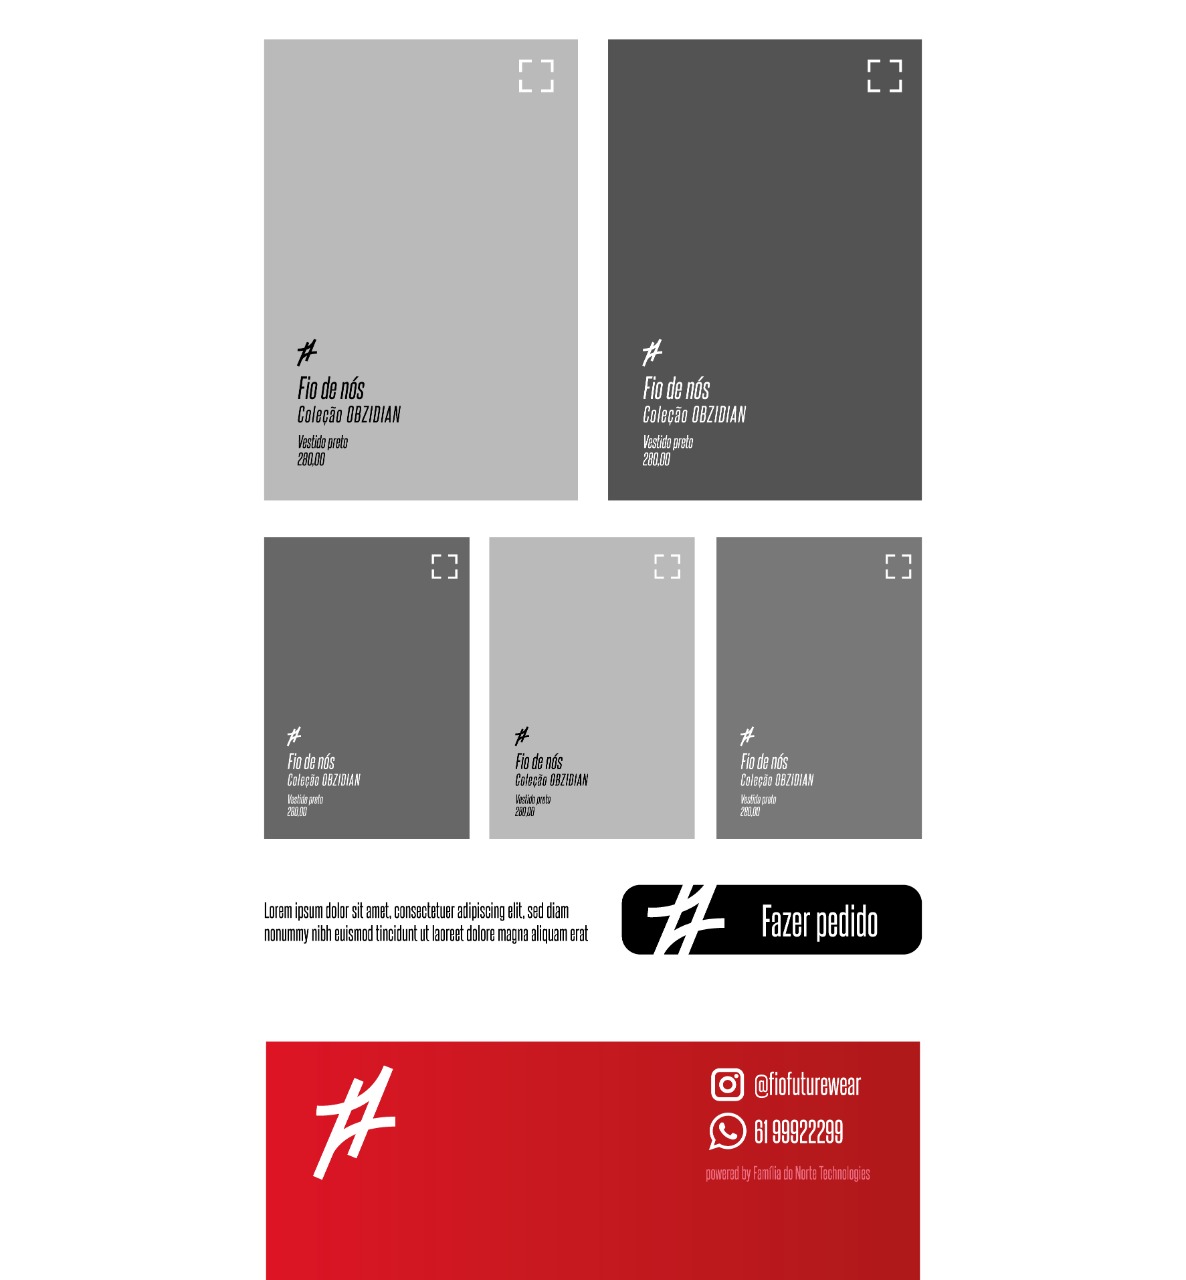 Fio de nós
Coleção OBZIDIAN
Vestido preto
280,00
Fio de nós
Coleção OBZIDIAN
Vestido preto
280,00
Fio de nós
Coleção OBZIDIAN
Vestido preto
280,00
Fio de nós
Coleção OBZIDIAN
Vestido preto
280,00
Fio de nós
Coleção OBZIDIAN
Vestido preto
280,00
Lorem ipsum dolor sit amet, consectetuer adipiscing elit, sed diam
nonummy nibh euismod tincidunt ut laoreet dolore magna aliquam erat
Fazer pedido
@fiofuturewear
61 99922299
powered by Família do Norte Technologies